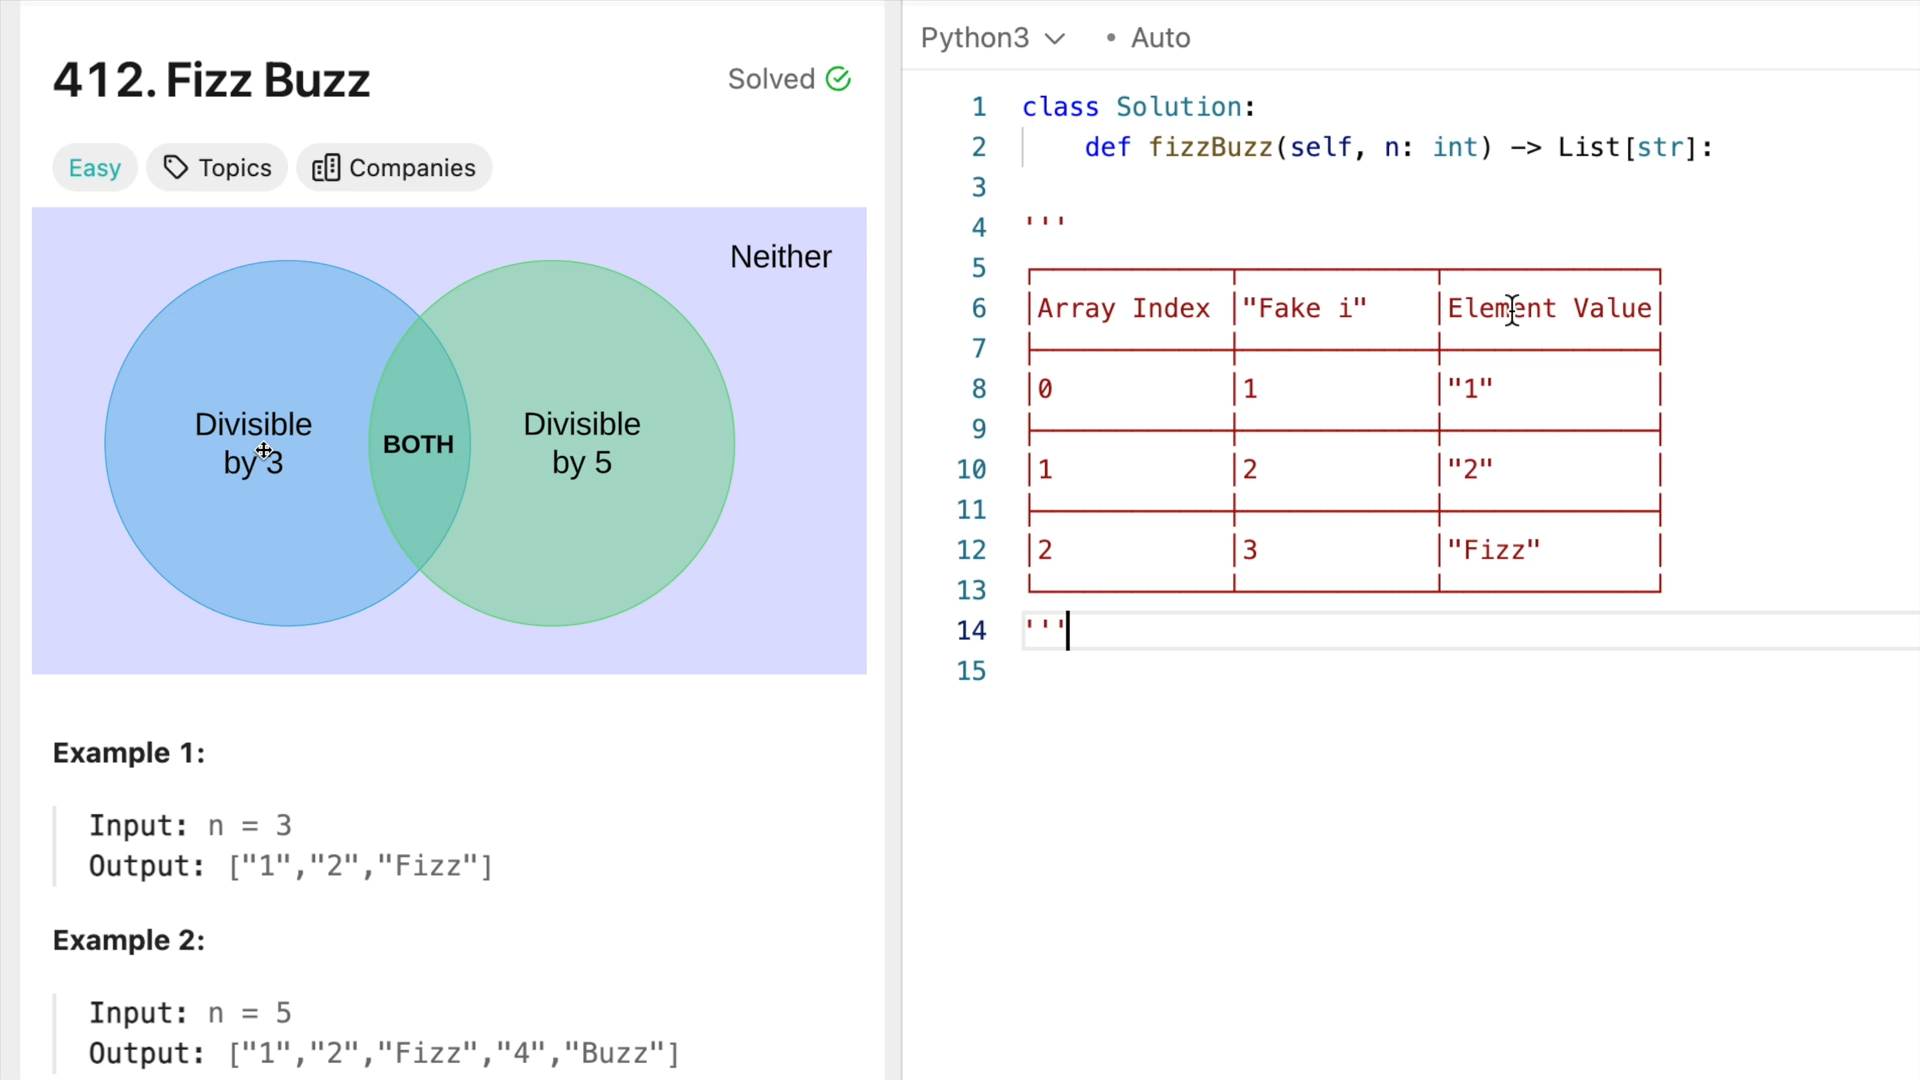 412. Fizz Buzz
Solved
Easy
Topics
Companies
Neither
Divisible
by 3
BOTH
Divisible
by 5
Example 1:
Input: n = 3
Output: ["1","2","Fizz"]
Example 2:
Input: n = 5
Output: ["1","2","Fizz","4","Buzz"]
Python3
• Auto
1 class Solution:
2 def fizzBuzz(self, n: int) -> List[str]:
3
4 '''
5
6 |Array Index |"Fake i" |Element Value|
7
8 |0 |1 |"1" |
9
10 |1 |2 |"2" |
11
12 |2 |3 |"Fizz" |
13
14 '''
15